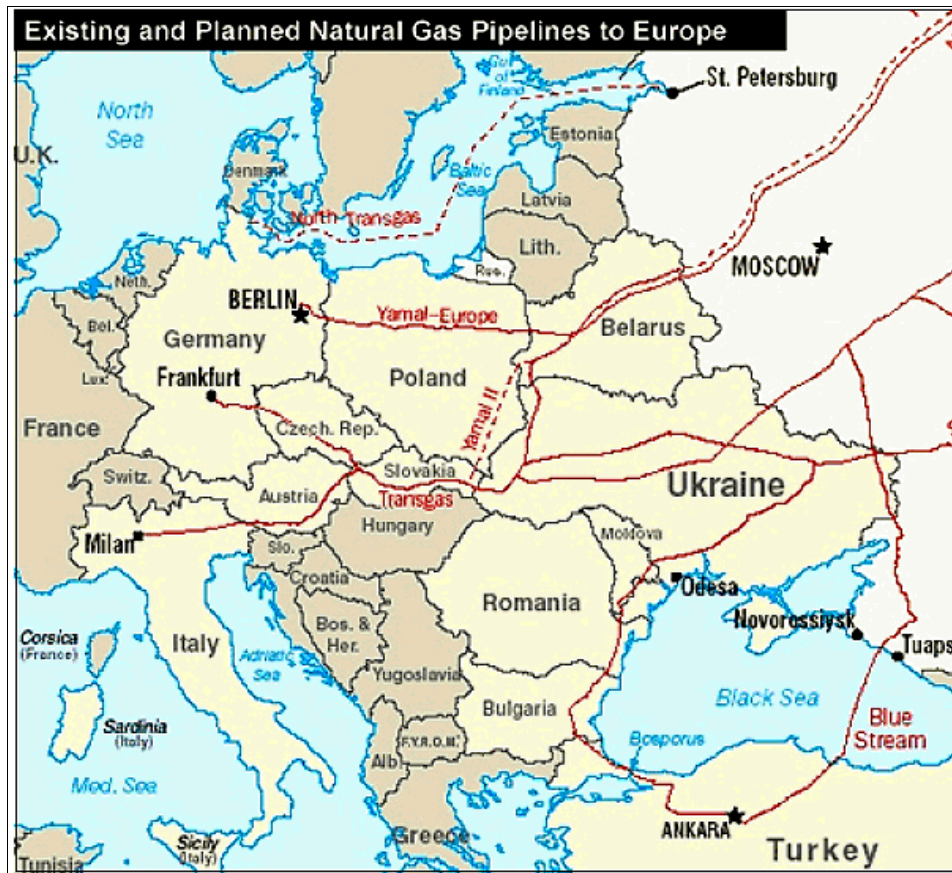 Existing and Planned Natural Gas Pipelines to Europe
North
Sea
Gulf
of
Finland
St. Petersburg
U.K.
Denmark
Estonia
Baltic
Sea
Latvia
North Transgas
Lith.
Rus.
MOSCOW
Neth.
BERLIN
Yamal-Europe
Belarus
Bel.
Germany
Lux.
Frankfurt
Poland
Yamal II
France
Czech. Rep.
Slovakia
Switz.
Austria
Transgas
Ukraine
Hungary
Moldova
Milan
Slo.
Croatia
Odesa
Romania
Bos. &
Her.
Novorossiysk
Corsica
(France)
Italy
Adriatic
Sea
Tuaps
Yugoslavia
Black Sea
Bulgaria
Blue
Stream
Sardinia
(Italy)
F.Y.R.O.M.
Bosporus
Alb
Med. Sea
Greece
ANKARA
Sicily
(Italy)
Turkey
Tunisia